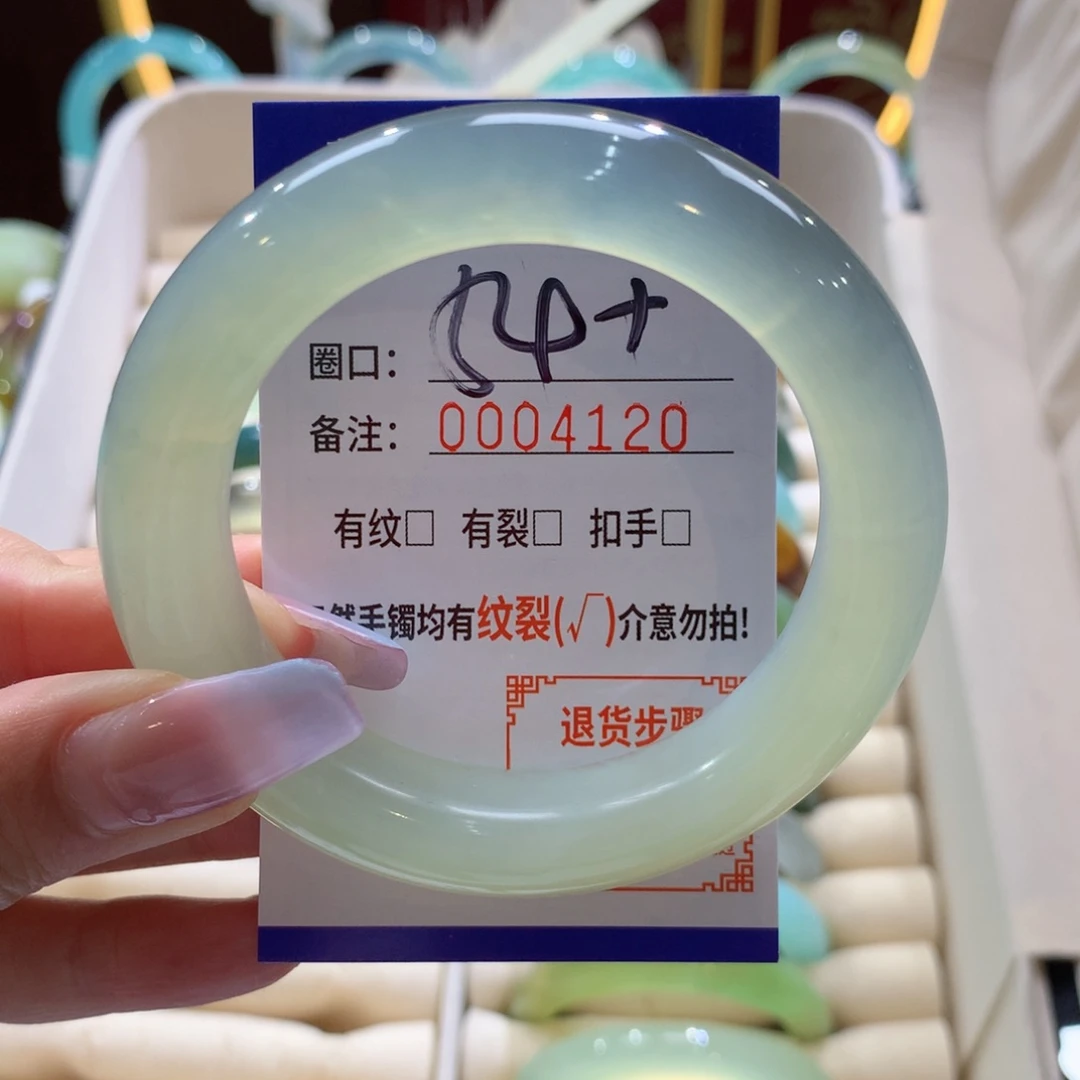 圈口： 54+
备注： 0004120
有纹□ 有裂□ 扣手□
然手镯均有纹裂(√)介意勿拍!
退货步骤